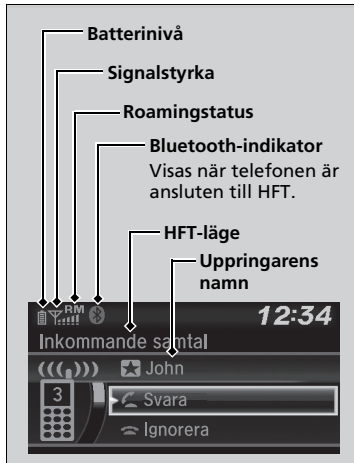 Batterinivå
Signalstyrka
Roamingstatus
Bluetooth-indikator
Visas när telefonen är
ansluten till HFT.
HFT-läge
Uppringarens
namn
RM
12:34
Inkommande samtal
John
3
Svara
Ignorera